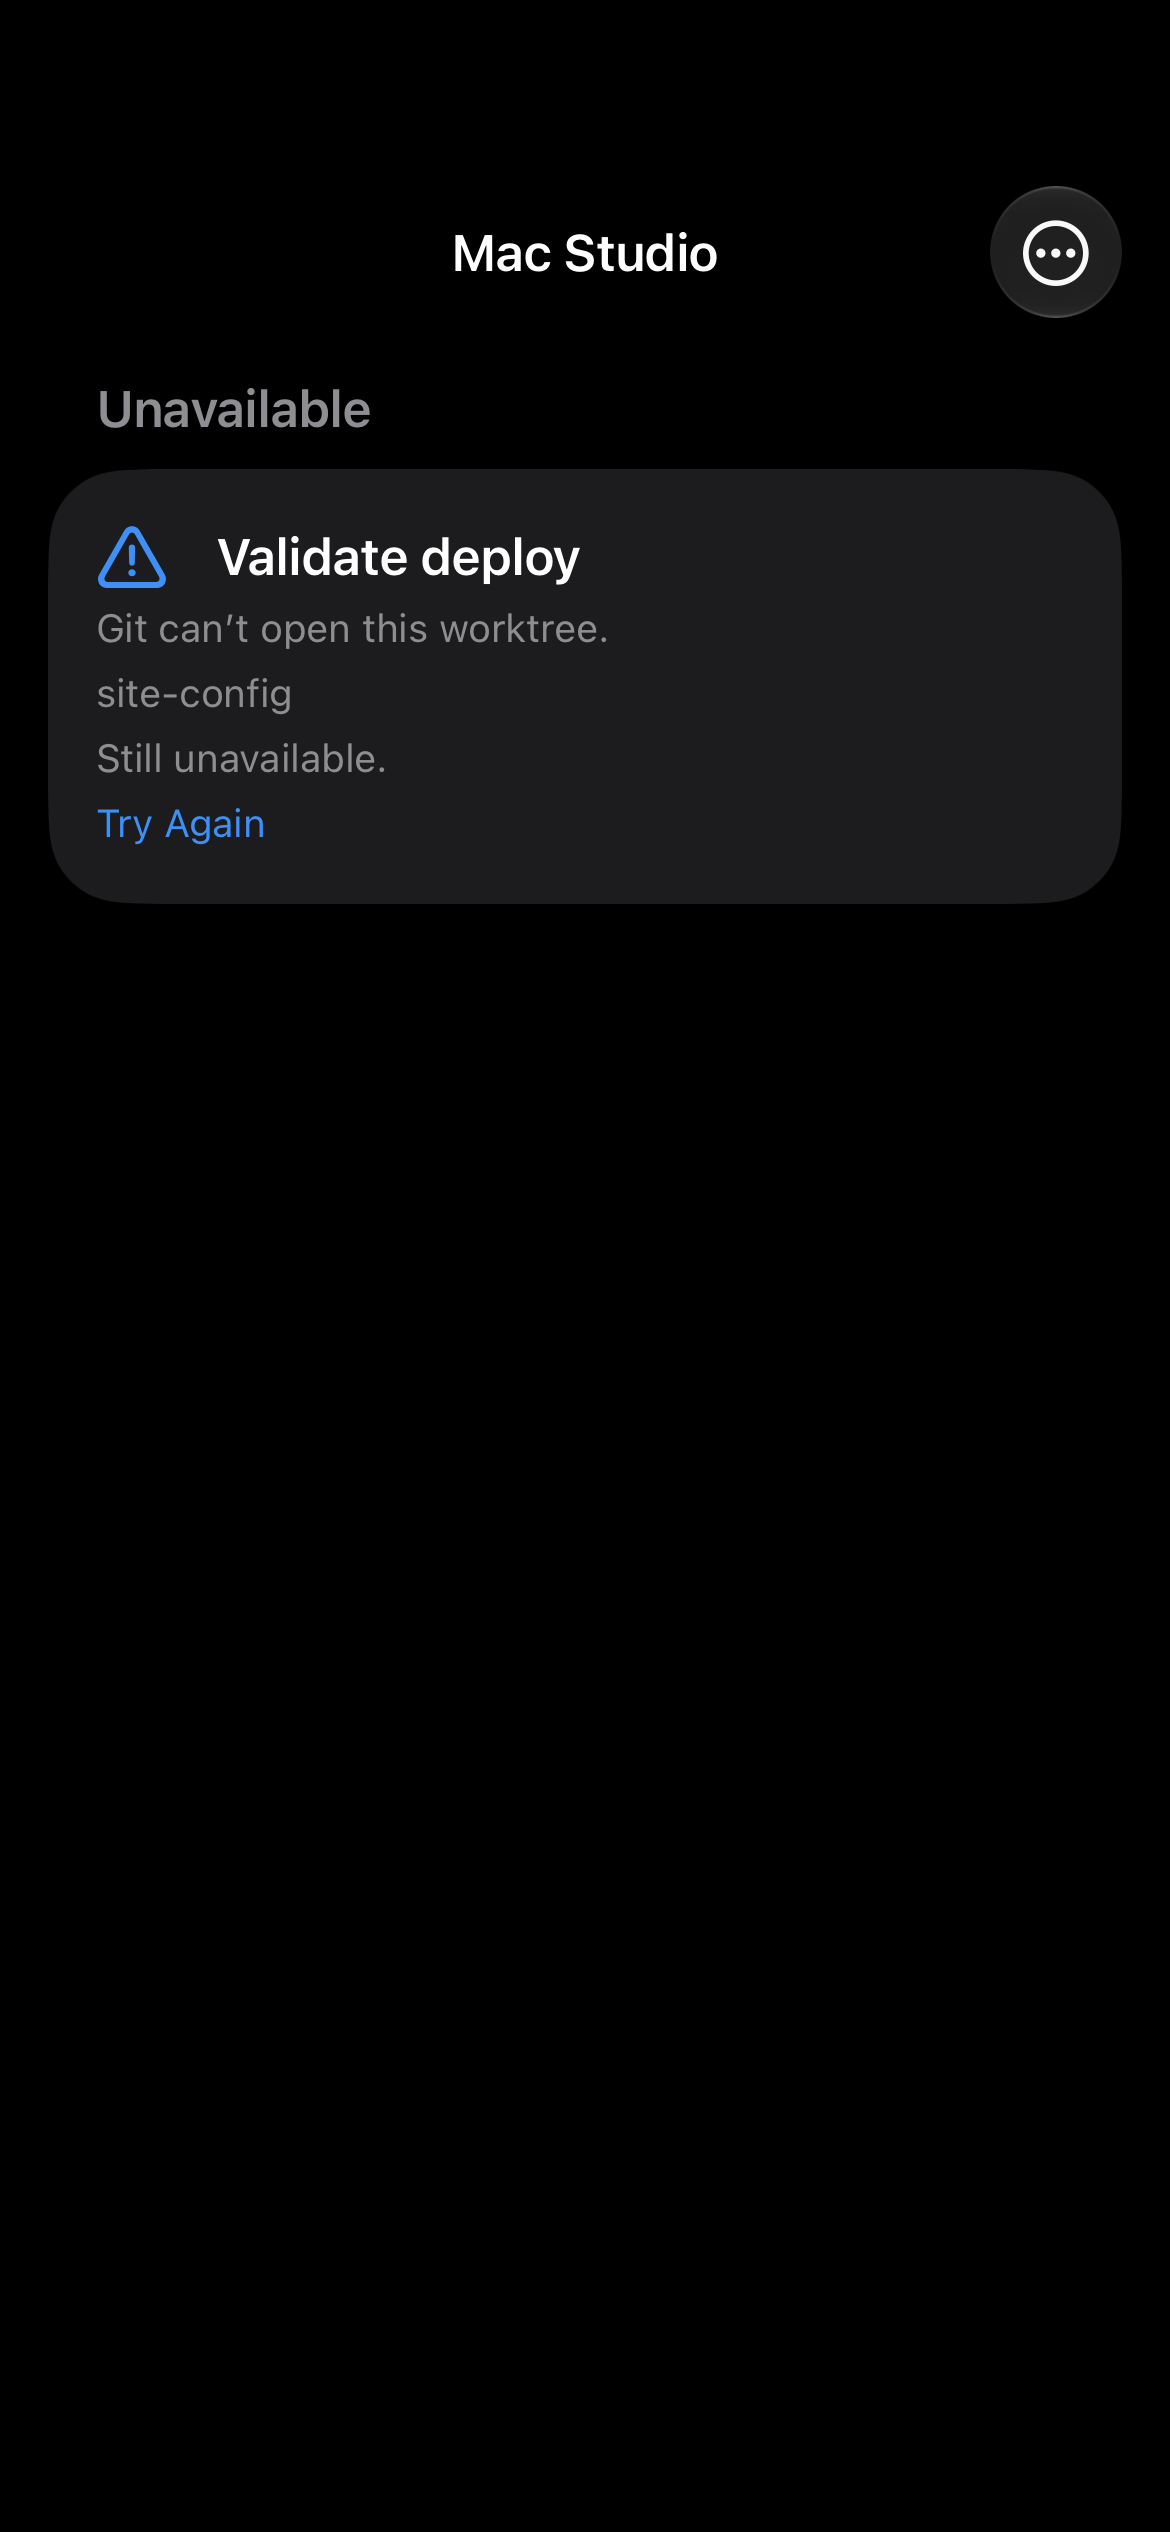 Mac Studio
Unavailable
Validate deploy
Git can’t open this worktree.
site-config
Still unavailable.
Try Again